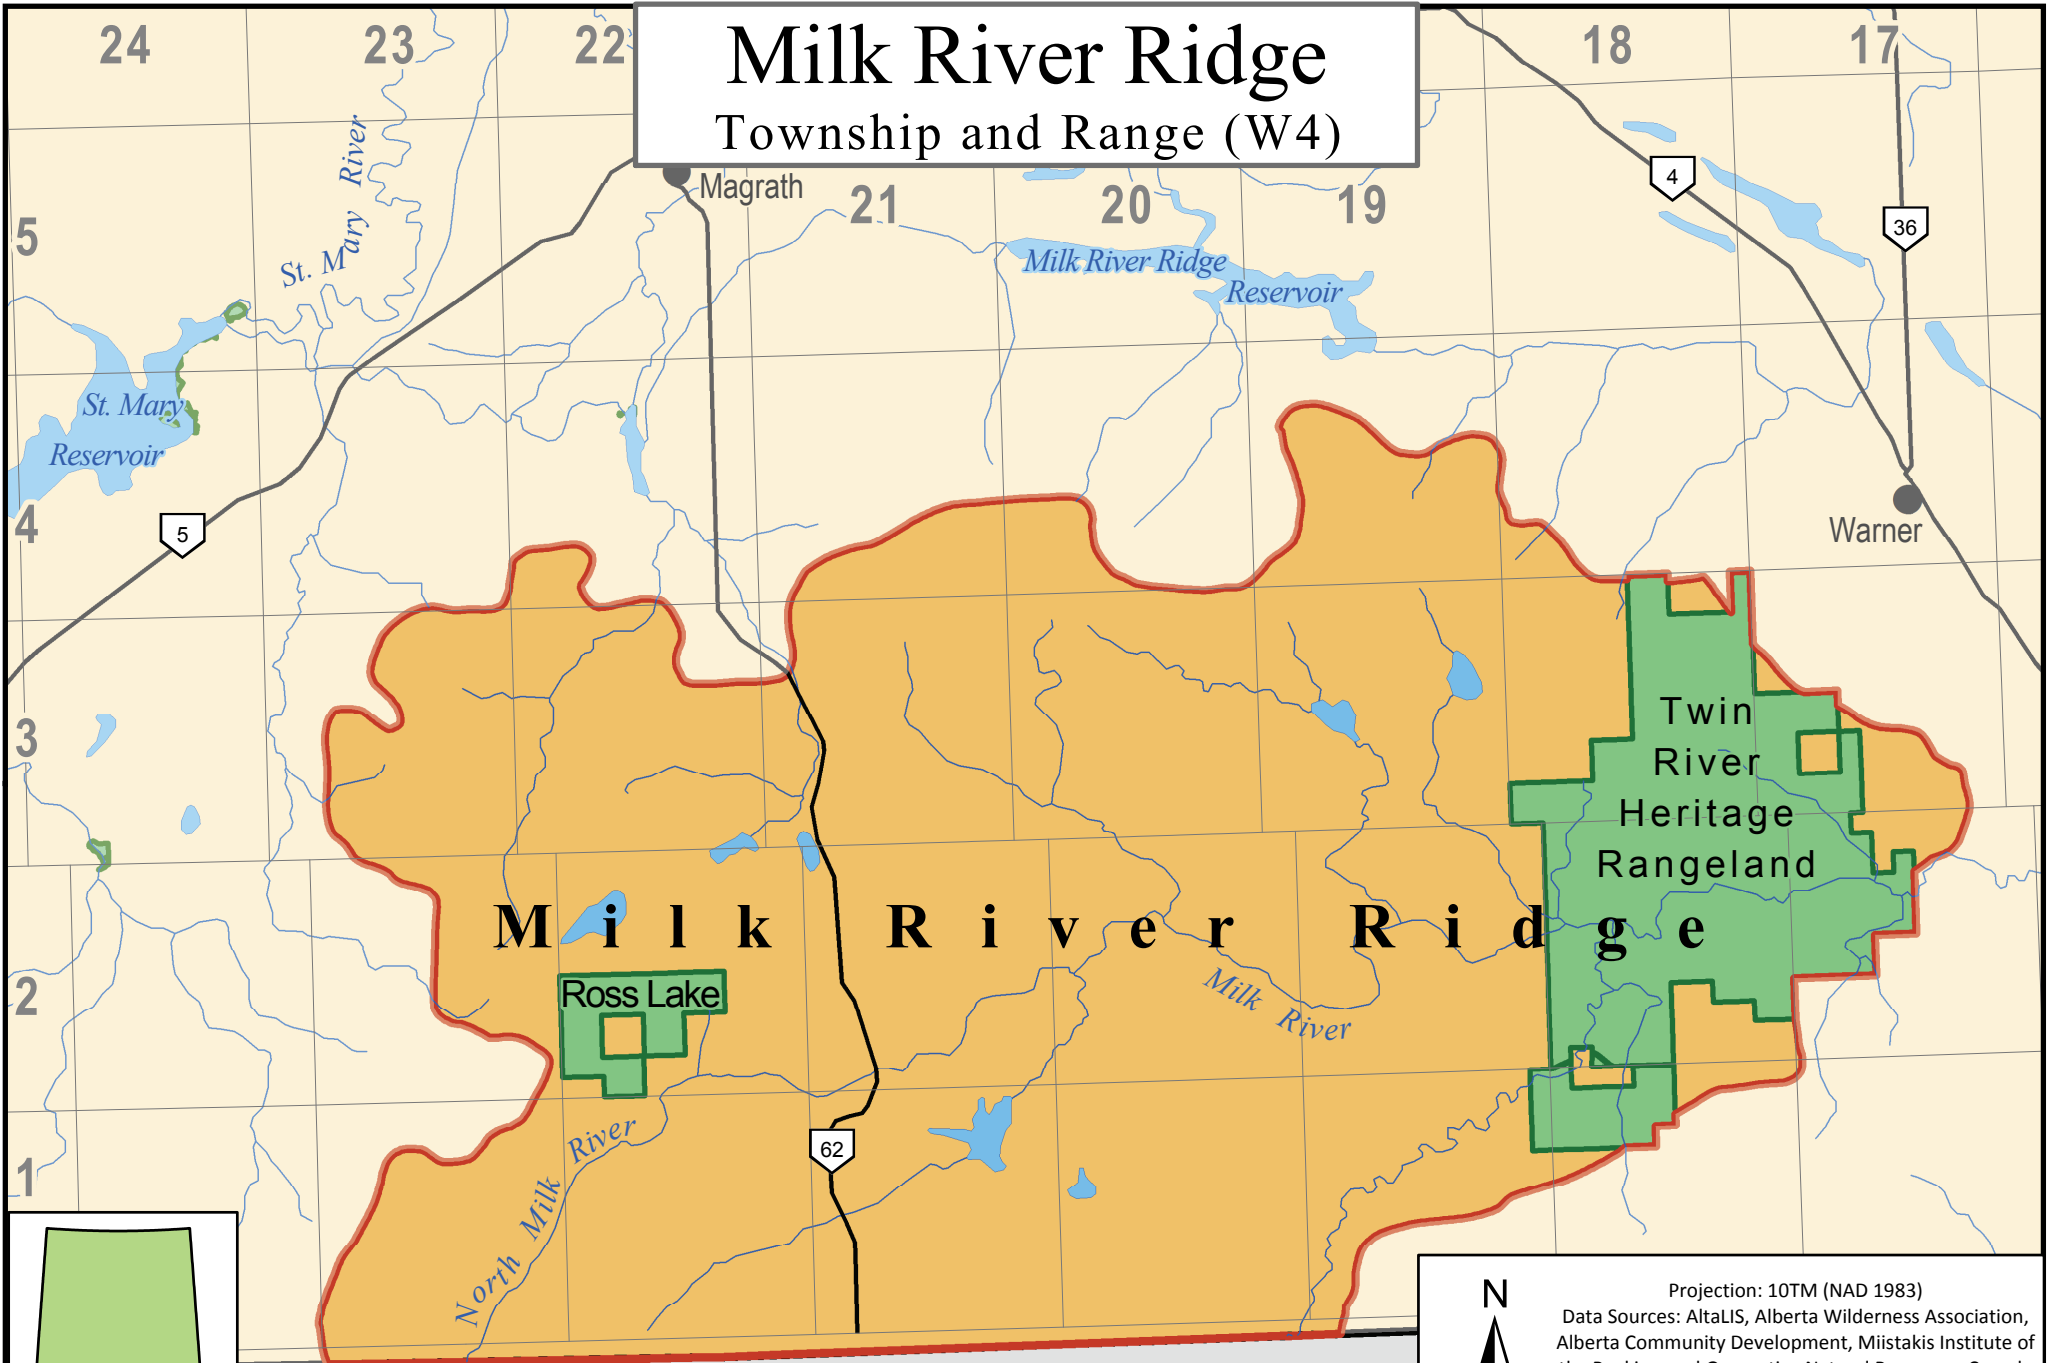 Milk River Ridge
Township and Range (W4)
24
23
22
18
17
21
20
19
5
4
3
2
1
St. Mary River
Magrath
Milk River Ridge
Reservoir
4
36
St. Mary
Reservoir
5
Warner
Twin
River
Heritage
Rangeland
Milk River Ridge
Ross Lake
Milk River
North Milk River
62
N
Projection: 10TM (NAD 1983)
Data Sources: AltaLIS, Alberta Wilderness Association,
Alberta Community Development, Miistakis Institute of